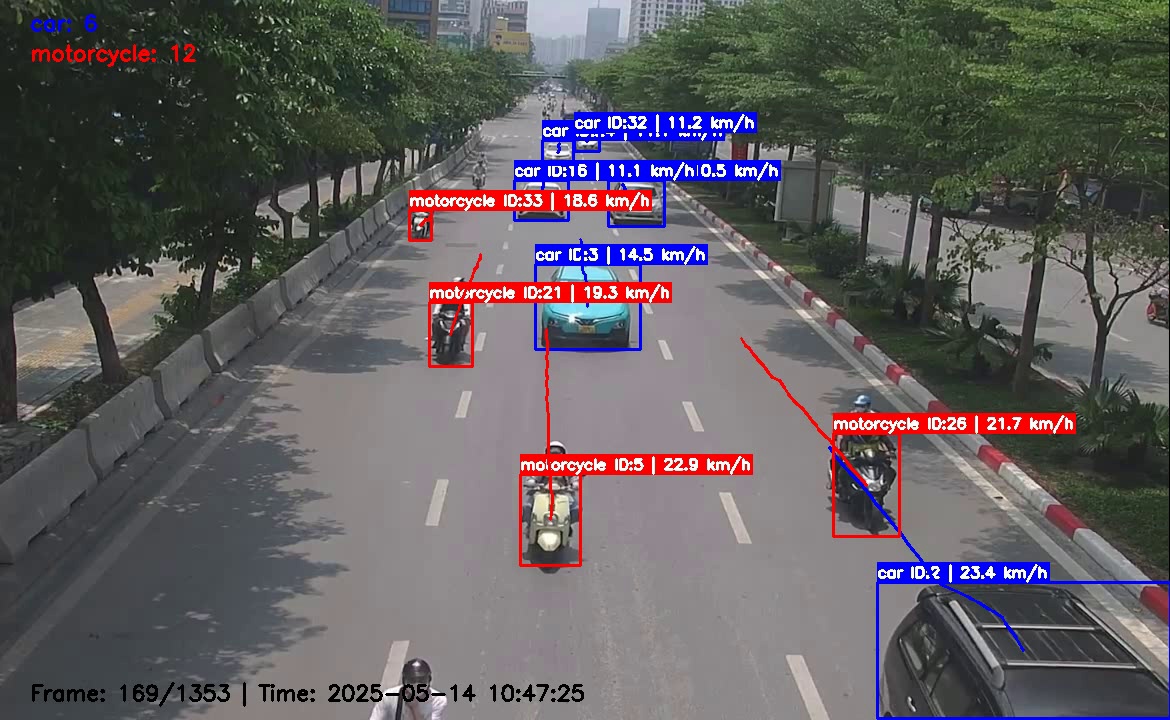 car: 6
motorcycle: 12
car
car ID:32 | 11.2 km/h
car ID:16 | 11.1 km/h
0.5 km/h
motorcycle ID:33 | 18.6 km/h
car ID:3 | 14.5 km/h
motorcycle ID:21 | 19.3 km/h
motorcycle ID:26 | 21.7 km/h
motorcycle ID:5 | 22.9 km/h
car ID:2 | 23.4 km/h
Frame: 169/1353 | Time: 2025-05-14 10:47:25